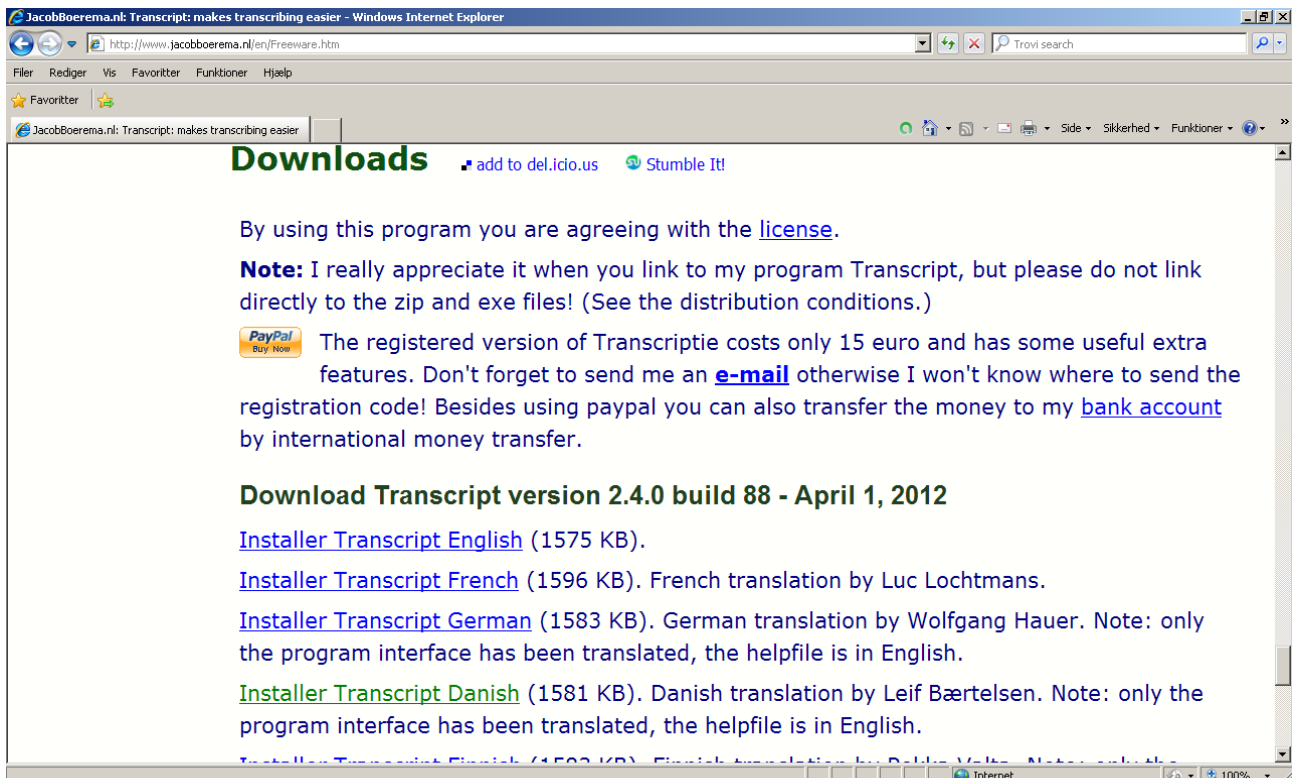 JacobBoerema.nl: Transcript: makes transcribing easier - Windows Internet Explorer
http://www.jacobboerema.nl/en/Freeware.htm
Trovi search
Filer Rediger Vis Favoritter Funktioner Hjælp
Favoritter
JacobBoerema.nl: Transcript: makes transcribing easier
Side Sikkerhed Funktioner »
Downloads add to del.icio.us Stumble It!
By using this program you are agreeing with the license.
Note: I really appreciate it when you link to my program Transcript, but please do not link
directly to the zip and exe files! (See the distribution conditions.)
PayPal
Buy Now
The registered version of Transcriptie costs only 15 euro and has some useful extra
features. Don't forget to send me an e-mail otherwise I won't know where to send the
registration code! Besides using paypal you can also transfer the money to my bank account
by international money transfer.
Download Transcript version 2.4.0 build 88 - April 1, 2012
Installer Transcript English (1575 KB).
Installer Transcript French (1596 KB). French translation by Luc Lochtmans.
Installer Transcript German (1583 KB). German translation by Wolfgang Hauer. Note: only
the program interface has been translated, the helpfile is in English.
Installer Transcript Danish (1581 KB). Danish translation by Leif Bærtelsen. Note: only the
program interface has been translated, the helpfile is in English.
Installer Transcript Finnish Finnish translation by Note: only the
Internet 100%